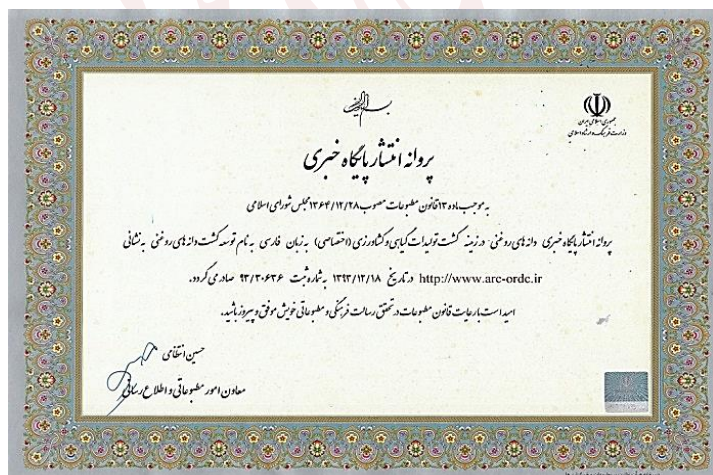 بسم الله الرحمن الرحیم
جمهوری اسلامی ایران
وزارت فرهنگ و ارشاد اسلامی
پروانه انتشار پایگاه خبری
به موجب ماده ۱۳ قانون مطبوعات مصوب ۱۳۶۴/۱۲/۲۸ مجلس شورای اسلامی
پروانه انتشار پایگاه خبری دانه های روغنی در زمینه کشت تولیدات گیاهی و کشاورزی (اختصاصی) به زبان فارسی به نام توسعه کشت دانه های روغنی به نشانی
http://www.arc-ordc.ir در تاریخ ۱۳۹۳/۱۲/۱۸ به شماره ثبت ۹۳/۳۰۶۳۶ صادر می گردد.
امید است با رعایت قانون مطبوعات در تحقق رسالت فرهنگی و مطبوعاتی خویش موفق و پیروز باشید.
حسین انتظامی
معاون امور مطبوعاتی و اطلاع رسانی